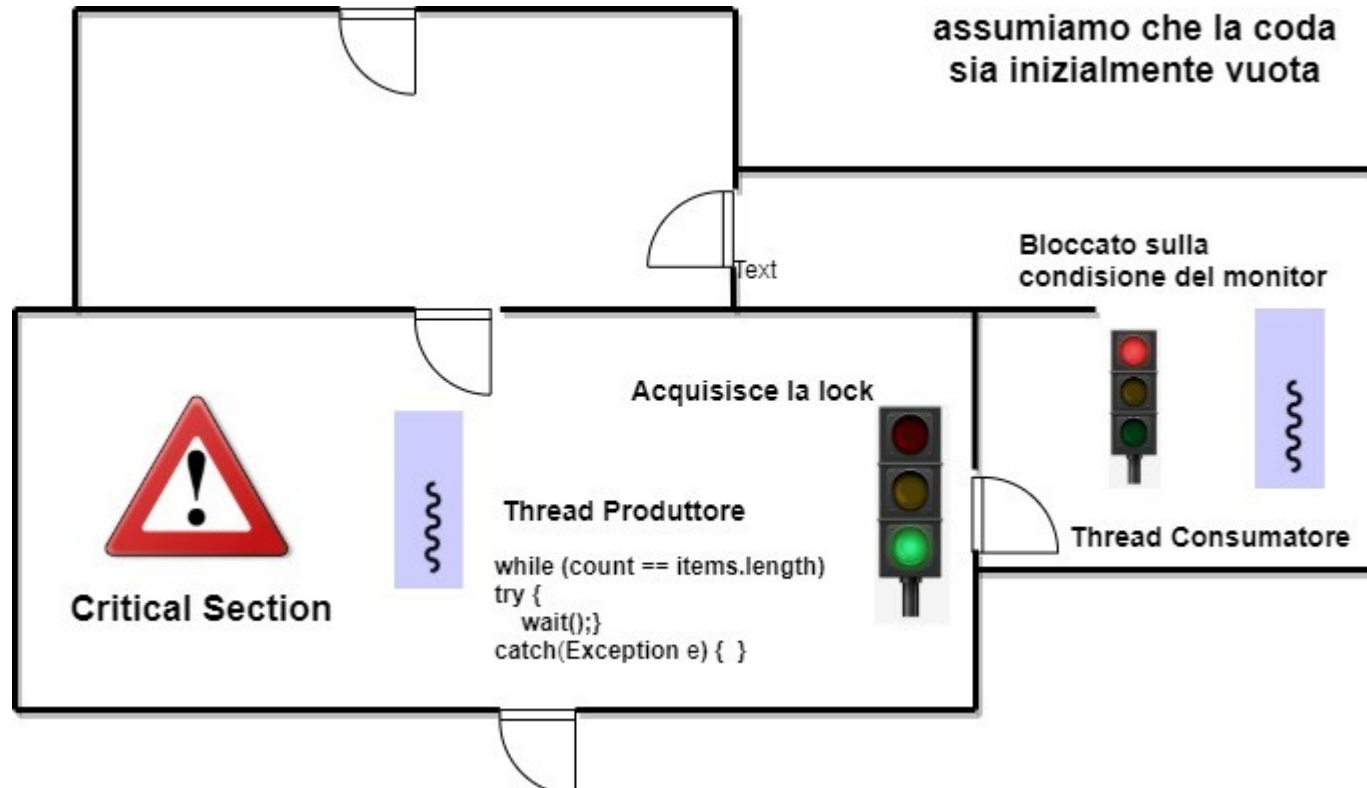 assumiamo che la coda
sia inizialmente vuota
Bloccato sulla
condisione del monitor
Text
Acquisisce la lock
Thread Produttore
while (count == items.length)
try {
wait();}
catch(Exception e) { }
Thread Consumatore
Critical Section